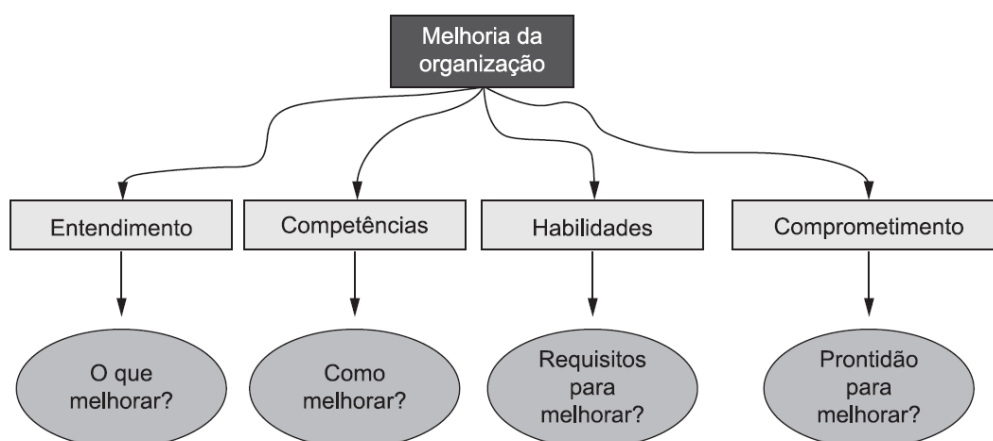 Melhoria da
organização
Entendimento
Competências
Habilidades
Comprometimento
O que
melhorar?
Como
melhorar?
Requisitos
para
melhorar?
Prontidão
para
melhorar?